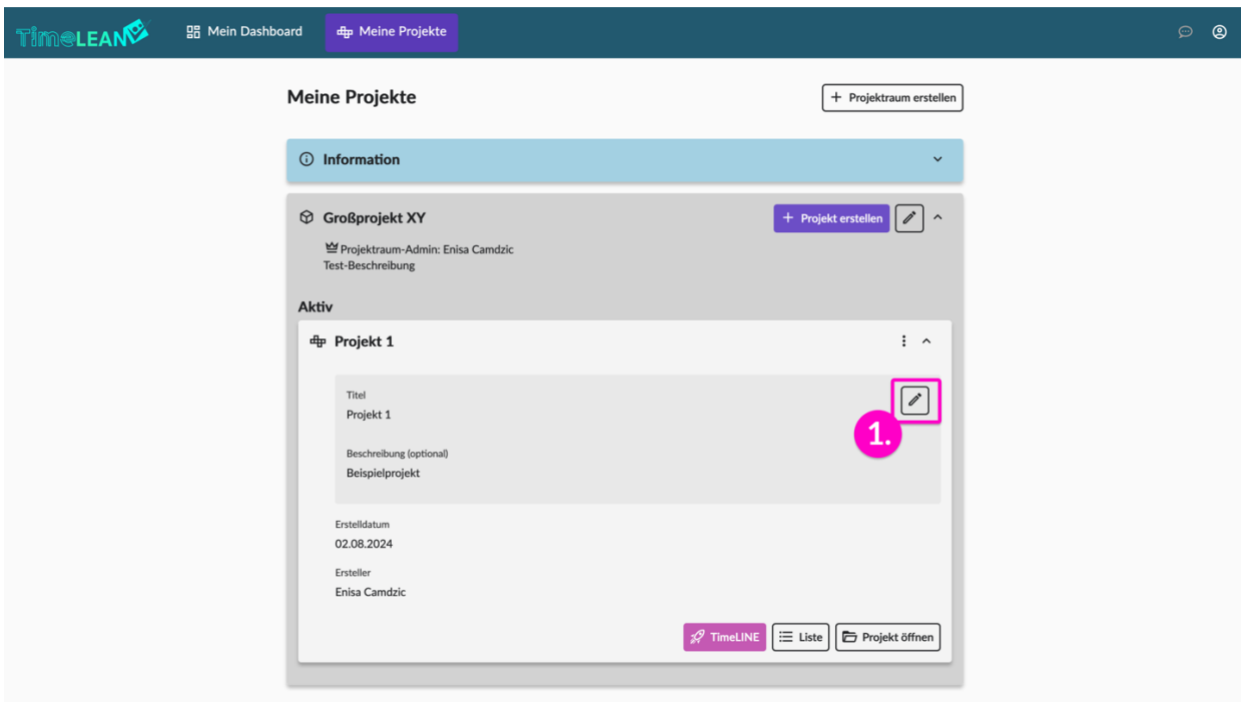 TimeLEAN
Mein Dashboard
Meine Projekte
Meine Projekte
+ Projektraum erstellen
Information
Großprojekt XY
+ Projekt erstellen
Projektraum-Admin: Enisa Camdzic
Test-Beschreibung
Aktiv
Projekt 1
Titel
Projekt 1
1.
Beschreibung (optional)
Beispielprojekt
Erstelldatum
02.08.2024
Ersteller
Enisa Camdzic
TimeLINE
Liste
Projekt öffnen